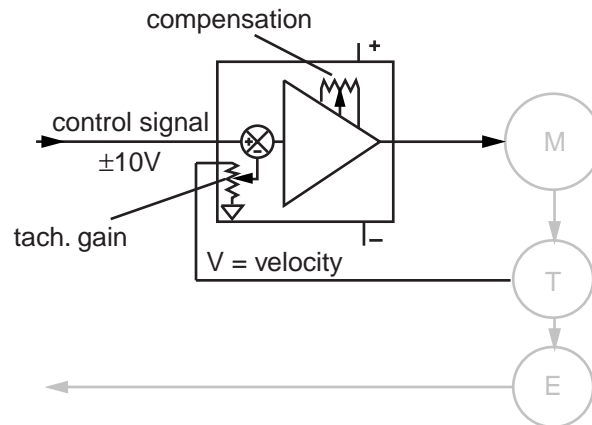 compensation
+
control signal
±10V
+
−
M
tach. gain
−
V = velocity
T
E